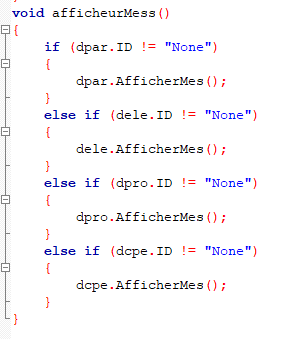 void afficheurMess()
{
    if (dpar.ID != "None")
    {
        dpar.AfficherMes();
    }
    else if (dele.ID != "None")
    {
        dele.AfficherMes();
    }
    else if (dpro.ID != "None")
    {
        dpro.AfficherMes();
    }
    else if (dcpe.ID != "None")
    {
        dcpe.AfficherMes();
    }
}